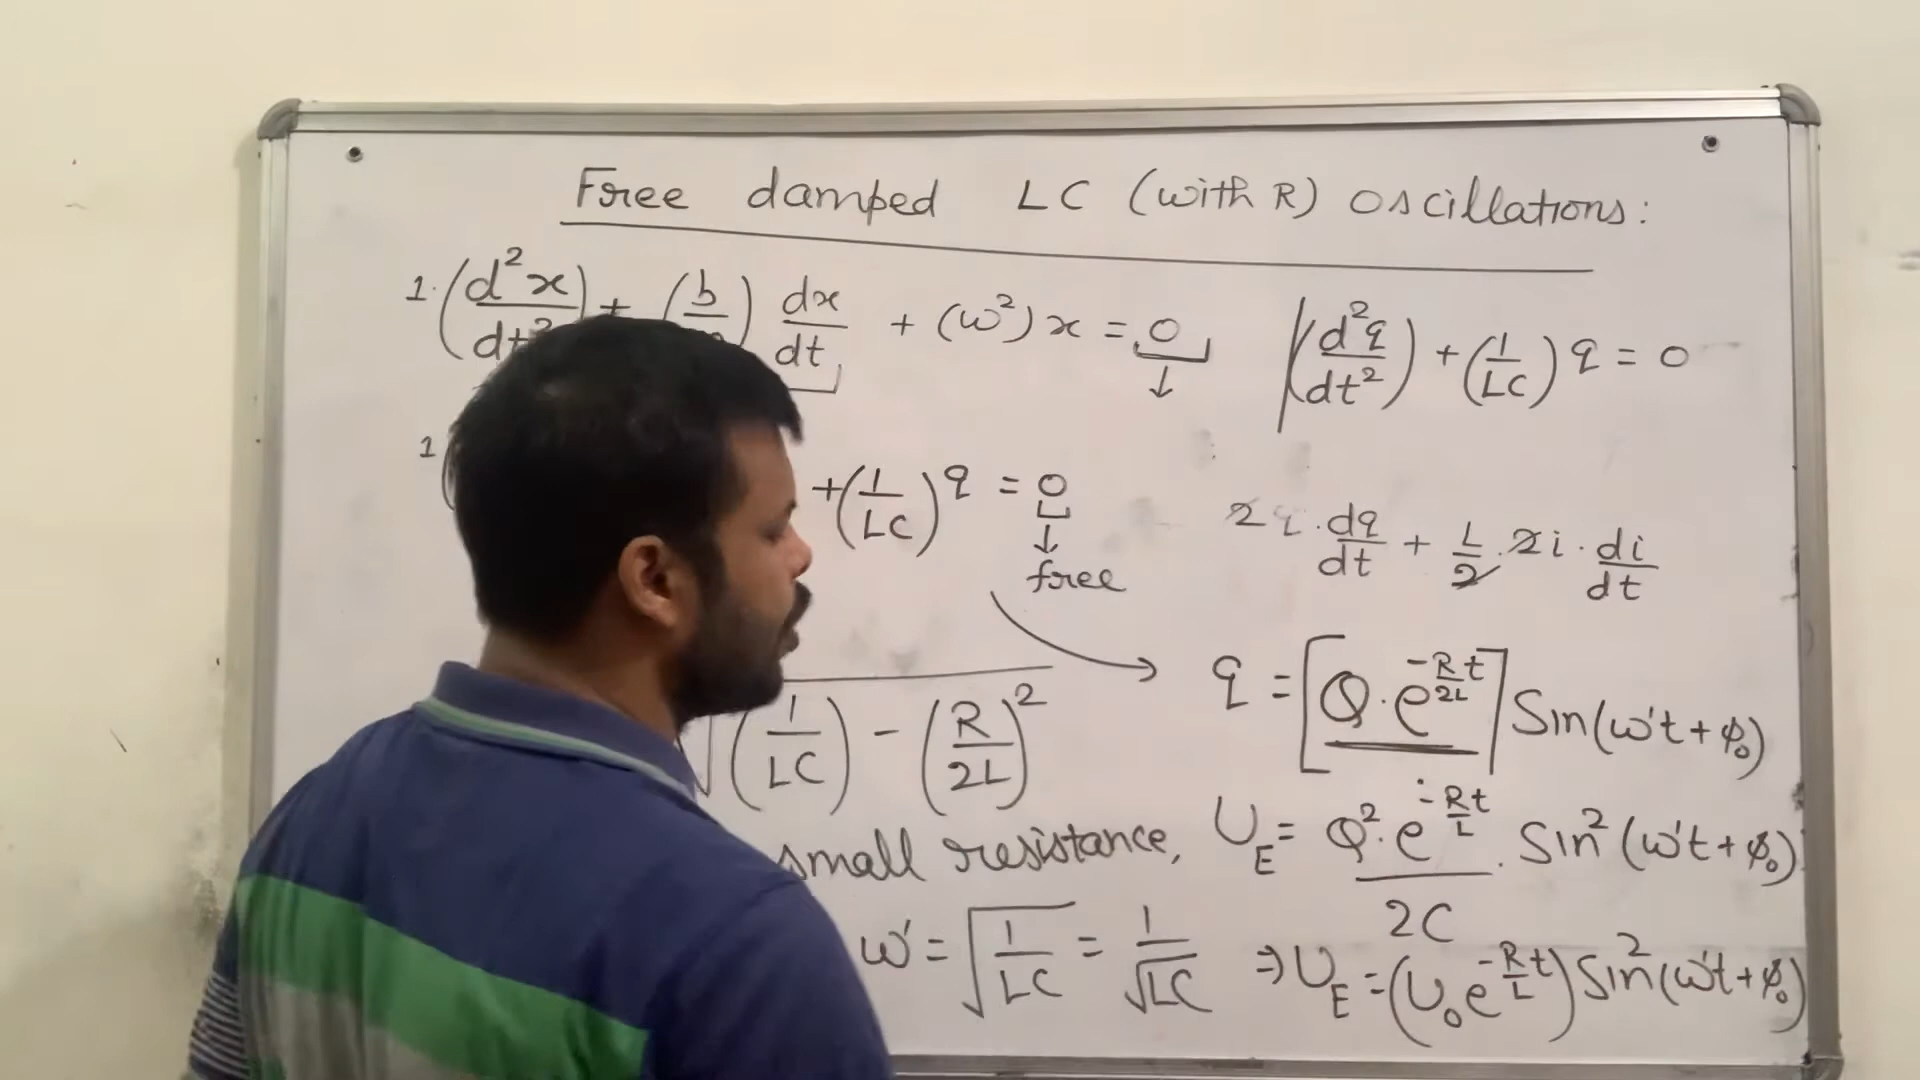 Free damped LC (with R) oscillations:
1. (d²x/dt²) + (b/ ) dx/dt + (ω²) x = 0
↓
(d²q/dt²) + (1/LC) q = 0
1 ( + (1/LC) q = 0
↓
free
2q . dq/dt + L/2 . 2i . di/dt
q = [Q . e^(-R/2L t)] Sin(ω't + φ₀)
√(1/LC) - (R/2L)²
small resistance,
U_E = Q² . e^(-Rt/L) / 2C . Sin²(ω't + φ₀)
ω' = √(1/LC) = 1/√LC
⇒ U_E = (U₀ e^(-R/L t)) Sin²(ω't + φ₀)